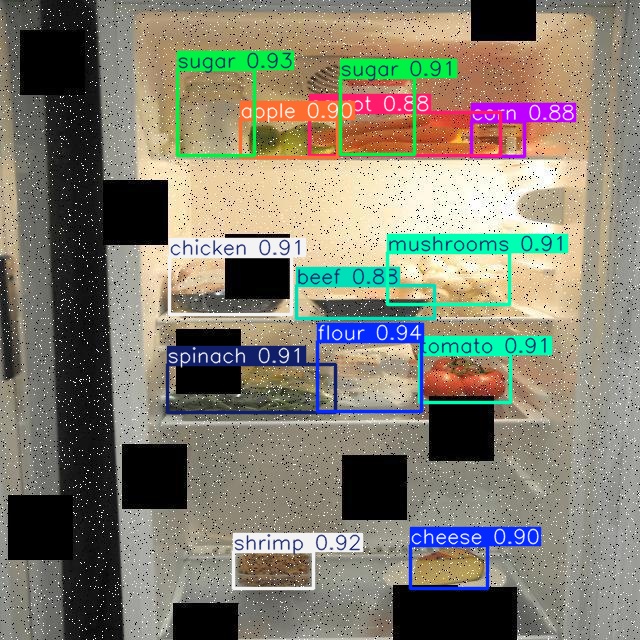 sugar 0.93
sugar 0.91
apple 0.90
ot 0.88
corn 0.88
chicken 0.91
mushrooms 0.91
beef 0.83
flour 0.94
spinach 0.91
tomato 0.91
shrimp 0.92
cheese 0.90